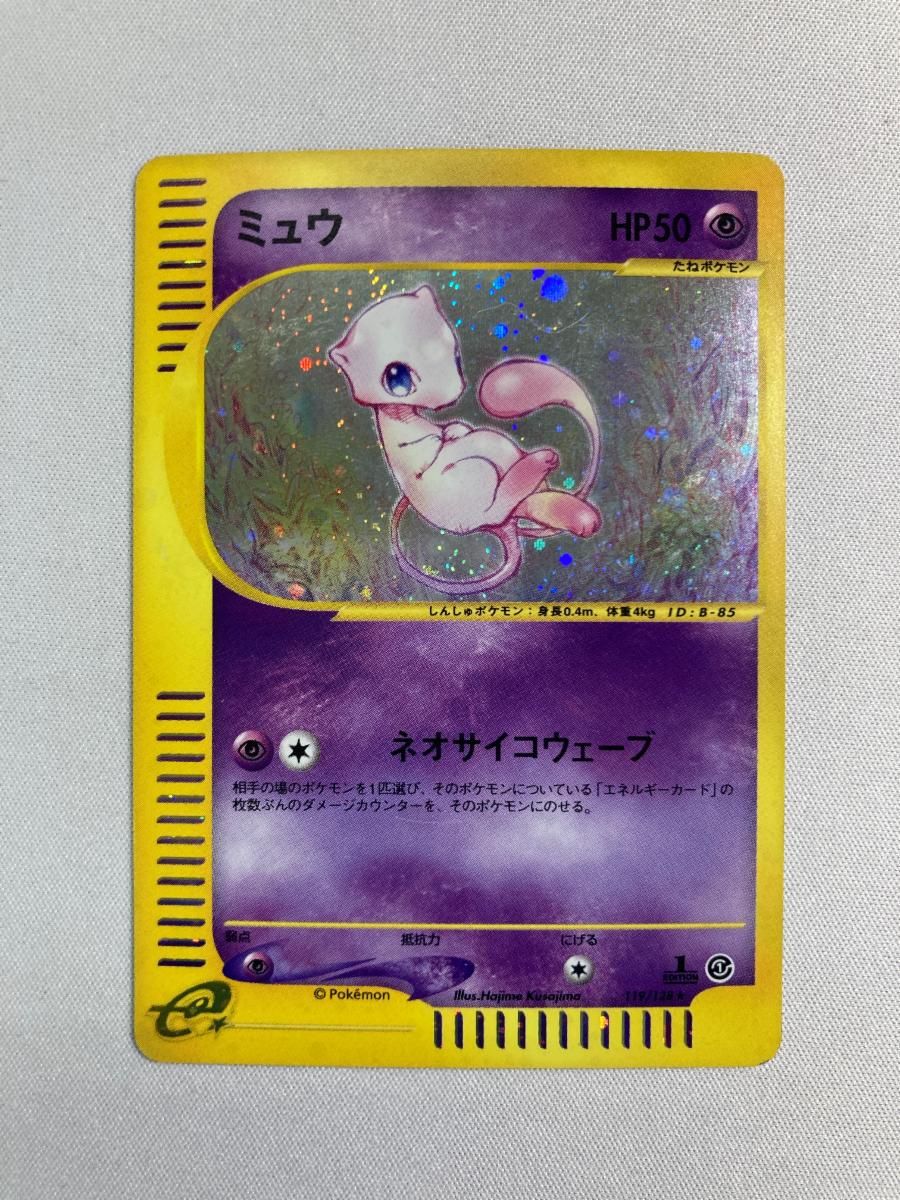 ミュウ
HP50
たねポケモン
しんしゅポケモン：身長0.4m、体重4kg ID：B-85
ネオサイコウェーブ
相手の場のポケモンを1匹選び、そのポケモンについている「エネルギーカード」の
枚数ぶんのダメージカウンターを、そのポケモンにのせる。
弱点 抵抗力 にげる
1
EDITION
©Pokémon Illus.Hajime Kusajima 119/128★
e